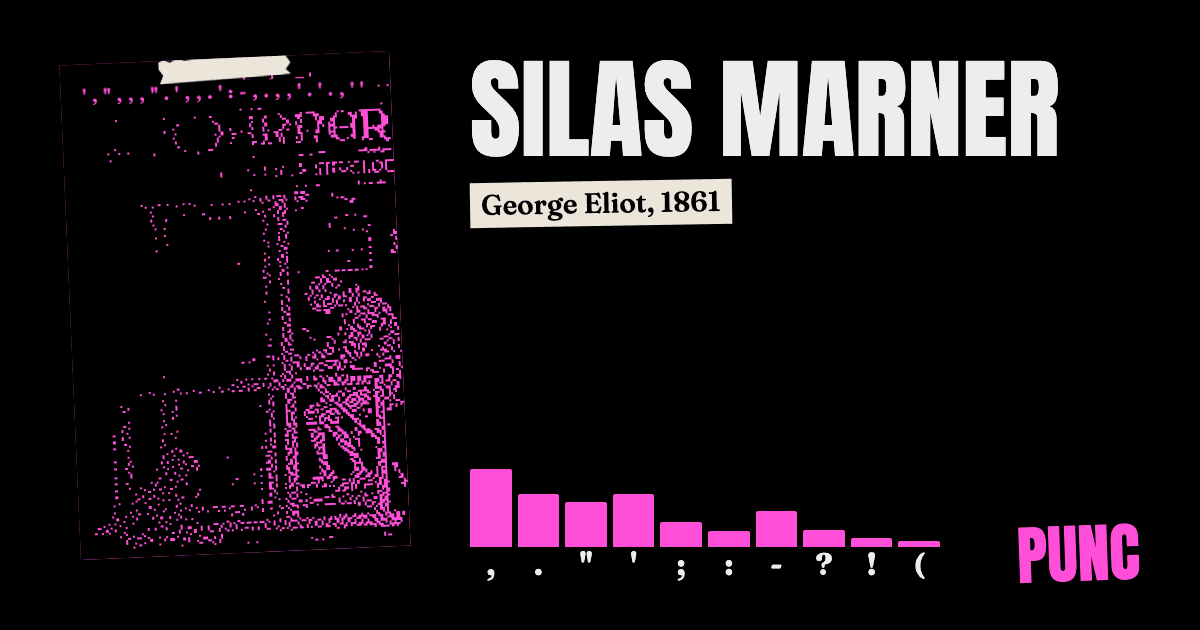 SILAS MARNER
George Eliot, 1861
, . " ' ; : - ? ! (
PUNC